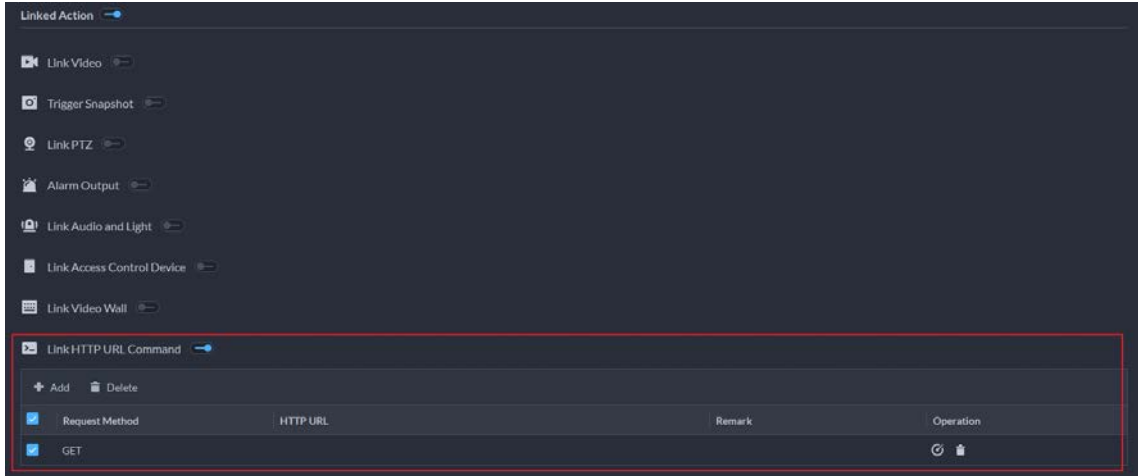 Linked Action
Link Video
Trigger Snapshot
Link PTZ
Alarm Output
Link Audio and Light
Link Access Control Device
Link Video Wall
Link HTTP URL Command
Add Delete
Request Method HTTP URL Remark Operation
GET